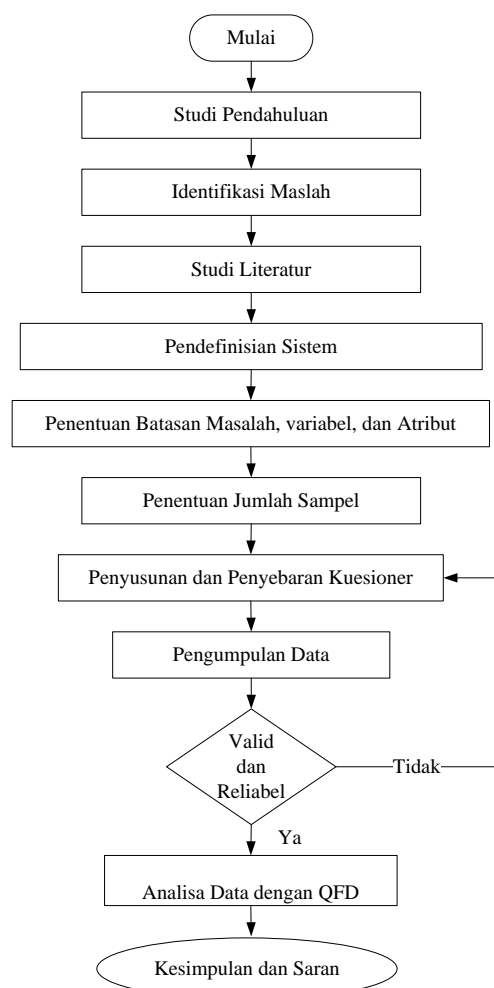 Mulai
Studi Pendahuluan
Identifikasi Maslah
Studi Literatur
Pendefinisian Sistem
Penentuan Batasan Masalah, variabel, dan Atribut
Penentuan Jumlah Sampel
Penyusunan dan Penyebaran Kuesioner
Pengumpulan Data
Valid
dan
Reliabel
Tidak
Ya
Analisa Data dengan QFD
Kesimpulan dan Saran